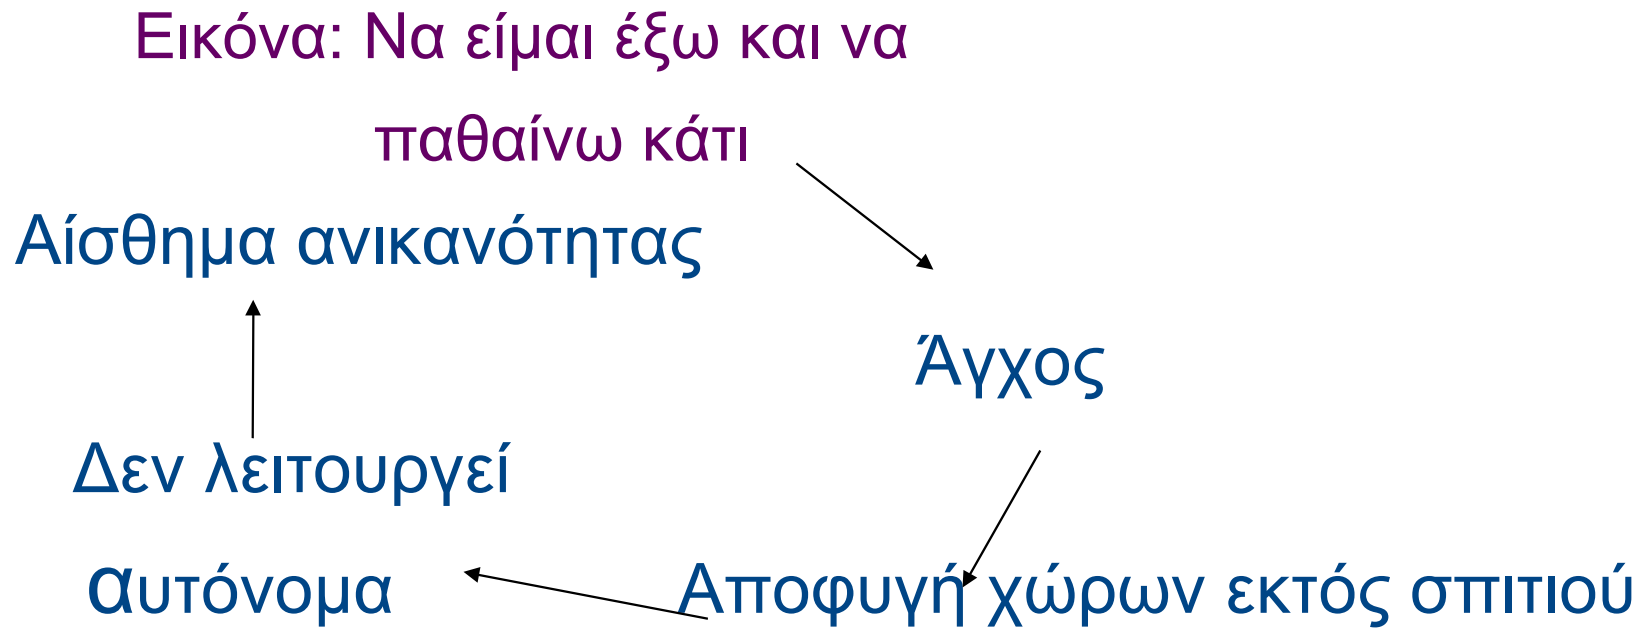 Εικόνα: Να είμαι έξω και να
παθαίνω κάτι
Αίσθημα ανικανότητας
Άγχος
Δεν λειτουργεί
αυτόνομα
Αποφυγή χώρων εκτός σπιτιού